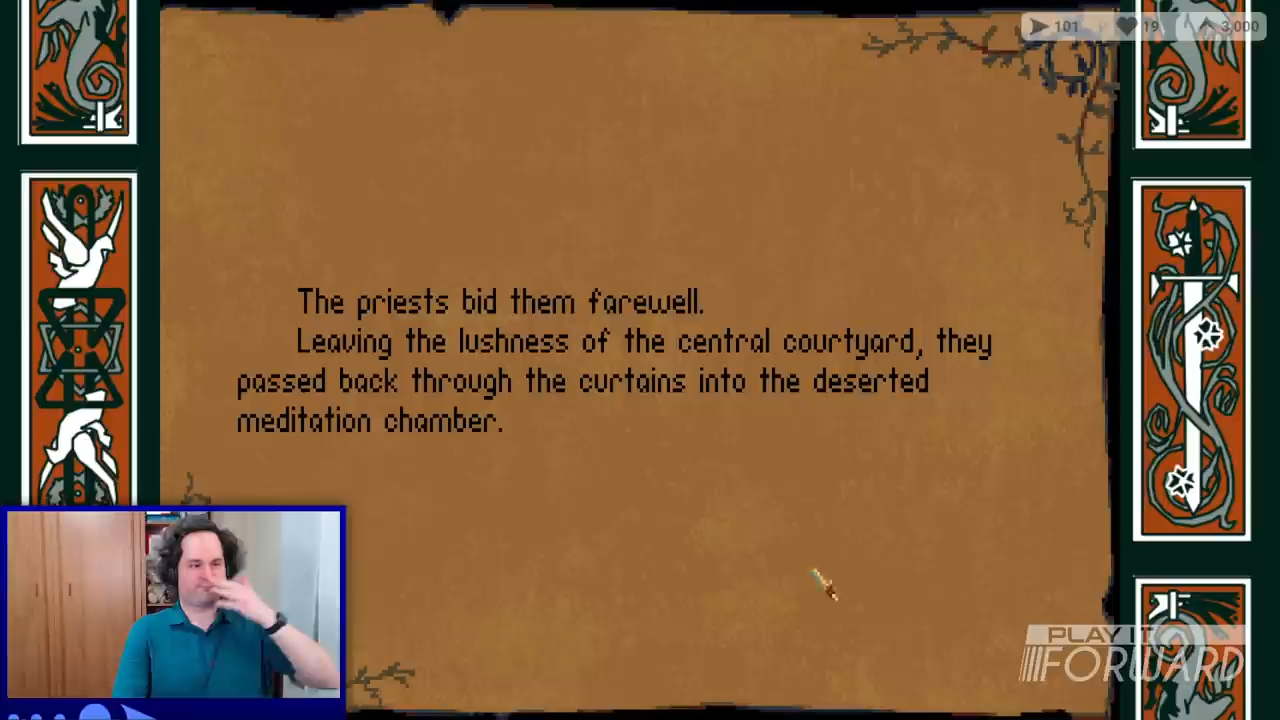 101 19 3,000
The priests bid them farewell.
Leaving the lushness of the central courtyard, they
passed back through the curtains into the deserted
meditation chamber.
PLAY IT
FORWARD